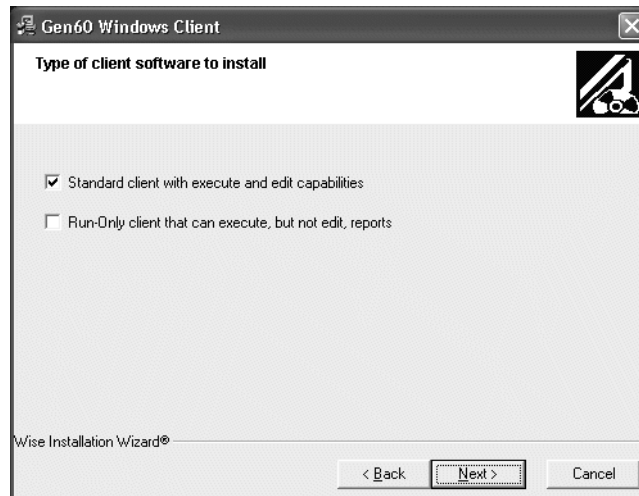 Gen60 Windows Client
Type of client software to install
Standard client with execute and edit capabilities
Run-Only client that can execute, but not edit, reports
Wise Installation Wizard®
< Back
Next >
Cancel